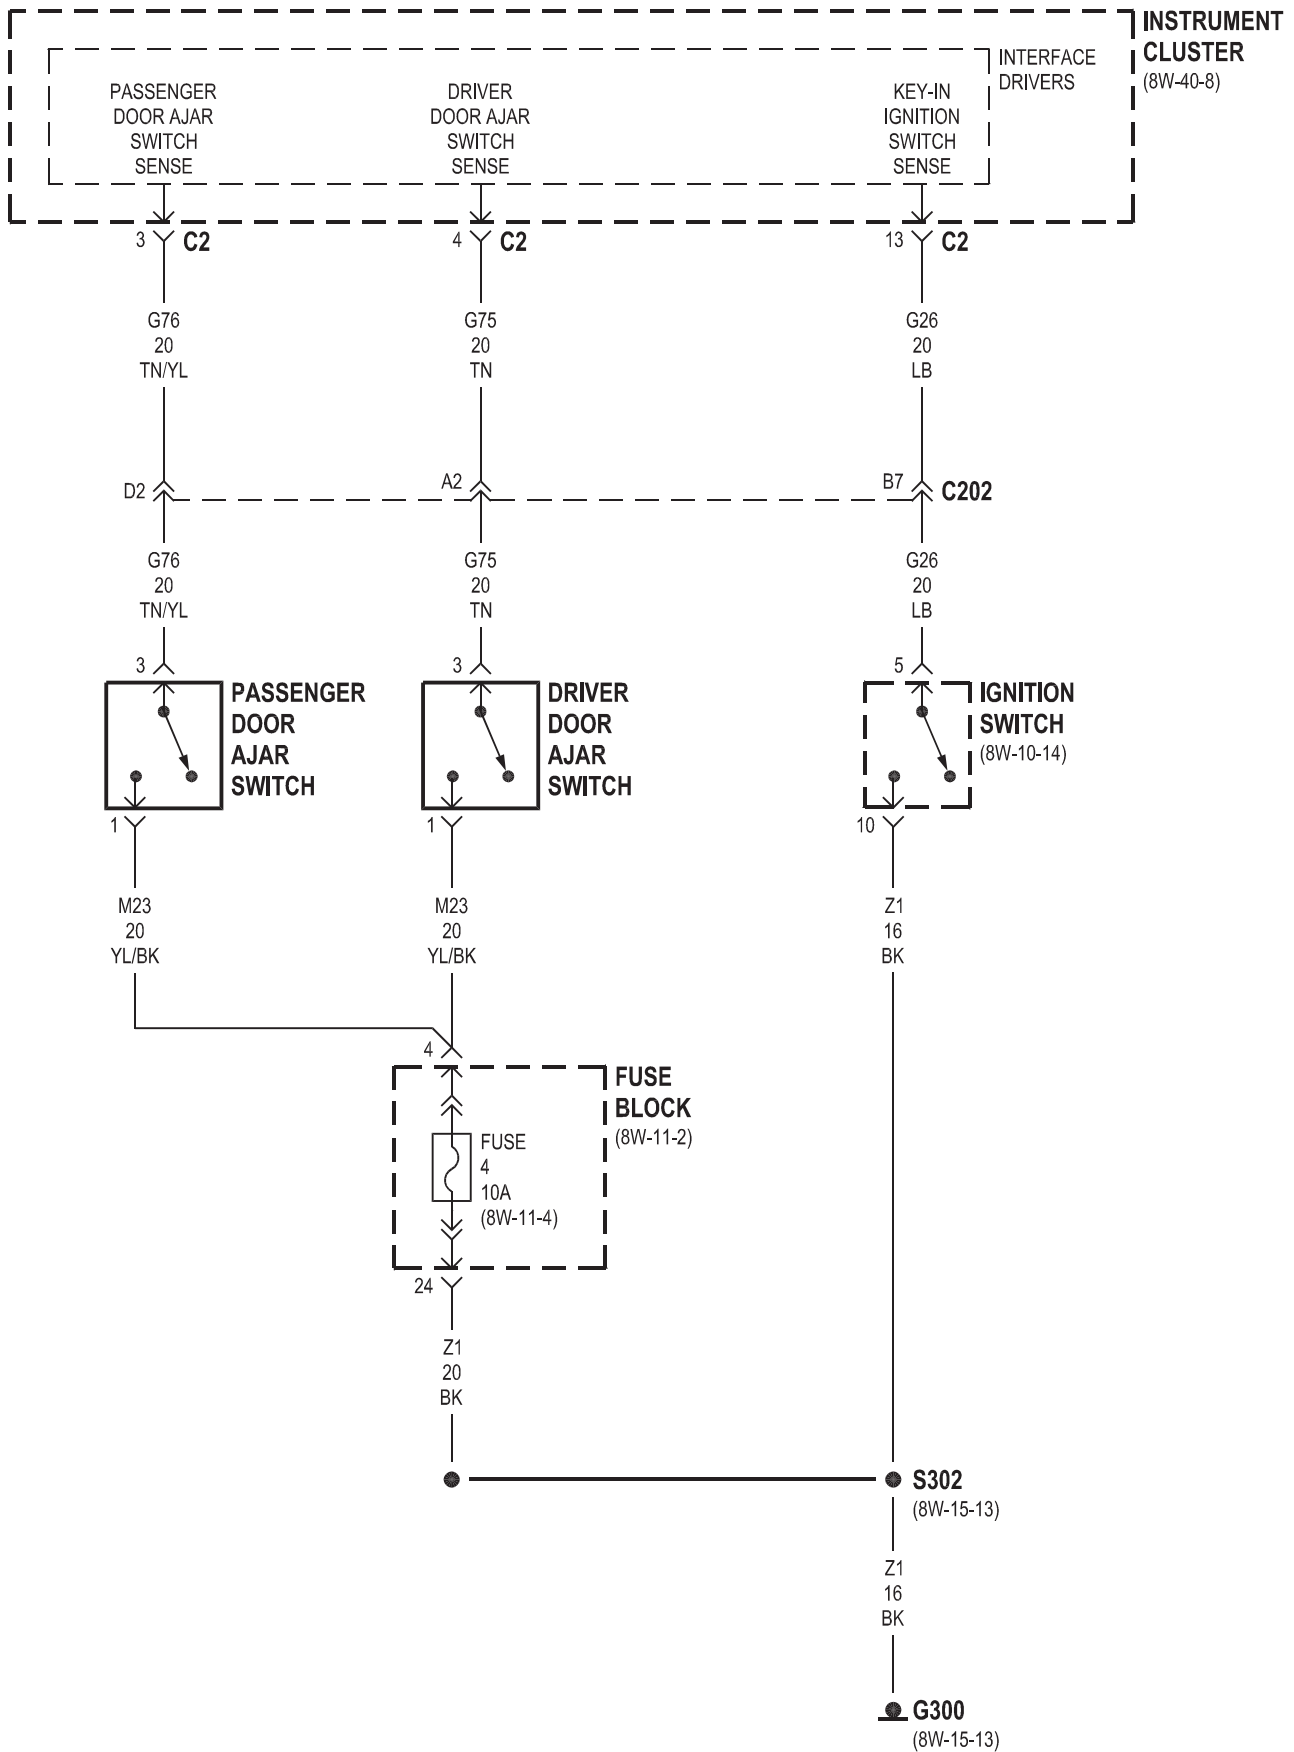 INSTRUMENT
CLUSTER
(8W-40-8)
INTERFACE
DRIVERS
PASSENGER
DOOR AJAR
SWITCH
SENSE
DRIVER
DOOR AJAR
SWITCH
SENSE
KEY-IN
IGNITION
SWITCH
SENSE
3 C2
4 C2
13 C2
G76
20
TN/YL
G75
20
TN
G26
20
LB
D2
A2
B7 C202
G76
20
TN/YL
G75
20
TN
G26
20
LB
3
3
5
PASSENGER
DOOR
AJAR
SWITCH
DRIVER
DOOR
AJAR
SWITCH
IGNITION
SWITCH
(8W-10-14)
1
1
10
M23
20
YL/BK
M23
20
YL/BK
Z1
16
BK
4
FUSE
BLOCK
(8W-11-2)
FUSE
4
10A
(8W-11-4)
24
Z1
20
BK
S302
(8W-15-13)
Z1
16
BK
G300
(8W-15-13)